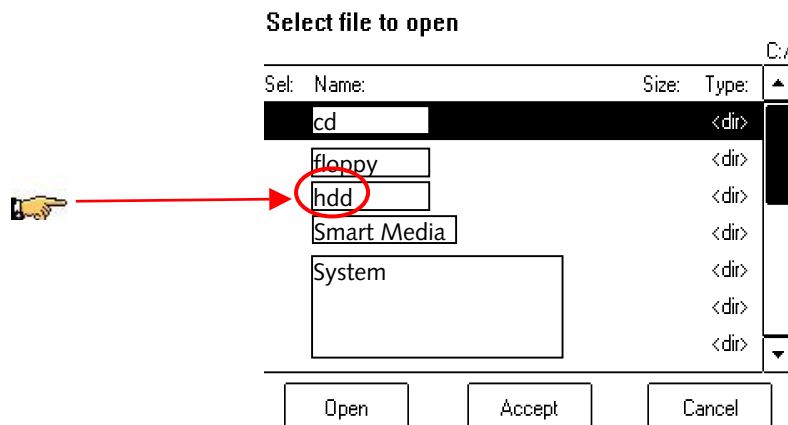 Select file to open
C:/
Sel: Name: Size: Type:
cd <dir>
floppy <dir>
hdd <dir>
Smart Media <dir>
System <dir>
<dir>
<dir>
Open Accept Cancel